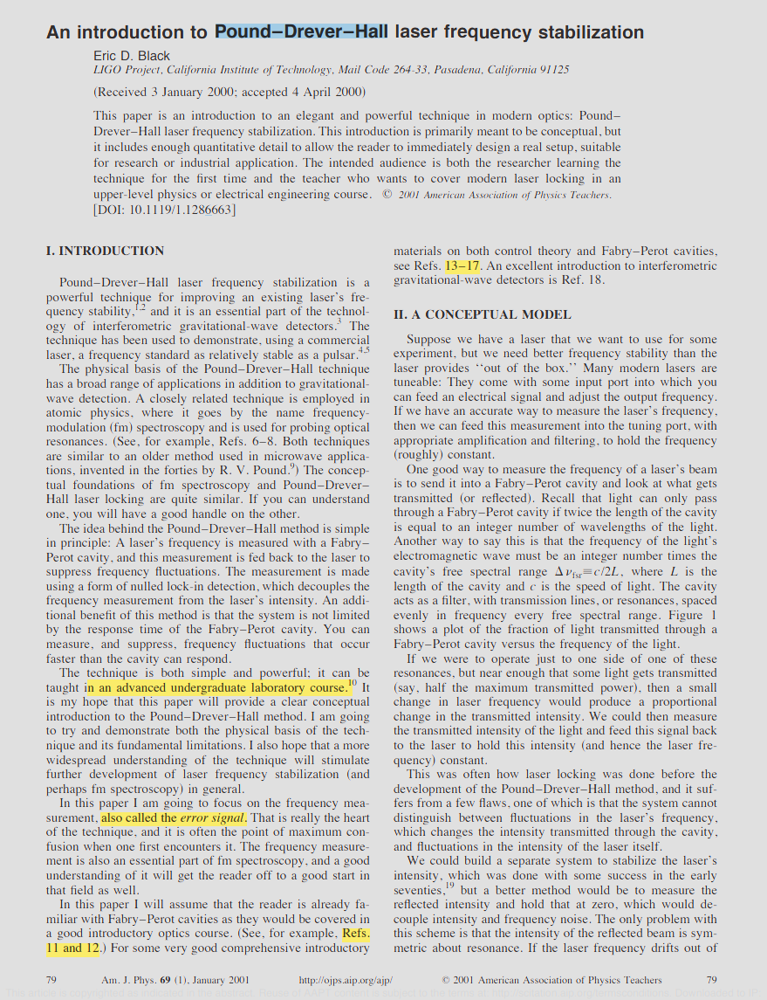 An introduction to Pound–Drever–Hall laser frequency stabilization
Eric D. Black
LIGO Project, California Institute of Technology, Mail Code 264-33, Pasadena, California 91125
(Received 3 January 2000; accepted 4 April 2000)
This paper is an introduction to an elegant and powerful technique in modern optics: Pound–
Drever–Hall laser frequency stabilization. This introduction is primarily meant to be conceptual, but
it includes enough quantitative detail to allow the reader to immediately design a real setup, suitable
for research or industrial application. The intended audience is both the researcher learning the
technique for the first time and the teacher who wants to cover modern laser locking in an
upper-level physics or electrical engineering course. © 2001 American Association of Physics Teachers.
[DOI: 10.1119/1.1286663]
I. INTRODUCTION
Pound–Drever–Hall laser frequency stabilization is a
powerful technique for improving an existing laser's fre-
quency stability,1,2 and it is an essential part of the technol-
ogy of interferometric gravitational-wave detectors.3 The
technique has been used to demonstrate, using a commercial
laser, a frequency standard as relatively stable as a pulsar.4,5
The physical basis of the Pound–Drever–Hall technique
has a broad range of applications in addition to gravitational-
wave detection. A closely related technique is employed in
atomic physics, where it goes by the name frequency-
modulation (fm) spectroscopy and is used for probing optical
resonances. (See, for example, Refs. 6–8. Both techniques
are similar to an older method used in microwave applica-
tions, invented in the forties by R. V. Pound.9) The concep-
tual foundations of fm spectroscopy and Pound–Drever–
Hall laser locking are quite similar. If you can understand
one, you will have a good handle on the other.
The idea behind the Pound–Drever–Hall method is simple
in principle: A laser's frequency is measured with a Fabry–
Perot cavity, and this measurement is fed back to the laser to
suppress frequency fluctuations. The measurement is made
using a form of nulled lock-in detection, which decouples the
frequency measurement from the laser's intensity. An addi-
tional benefit of this method is that the system is not limited
by the response time of the Fabry–Perot cavity. You can
measure, and suppress, frequency fluctuations that occur
faster than the cavity can respond.
The technique is both simple and powerful; it can be
taught in an advanced undergraduate laboratory course.10 It
is my hope that this paper will provide a clear conceptual
introduction to the Pound–Drever–Hall method. I am going
to try and demonstrate both the physical basis of the tech-
nique and its fundamental limitations. I also hope that a more
widespread understanding of the technique will stimulate
further development of laser frequency stabilization (and
perhaps fm spectroscopy) in general.
In this paper I am going to focus on the frequency mea-
surement, also called the error signal. That is really the heart
of the technique, and it is often the point of maximum con-
fusion when one first encounters it. The frequency measure-
ment is also an essential part of fm spectroscopy, and a good
understanding of it will get the reader off to a good start in
that field as well.
In this paper I will assume that the reader is already fa-
miliar with Fabry–Perot cavities as they would be covered in
a good introductory optics course. (See, for example, Refs.
11 and 12.) For some very good comprehensive introductory
materials on both control theory and Fabry–Perot cavities,
see Refs. 13–17. An excellent introduction to interferometric
gravitational-wave detectors is Ref. 18.
II. A CONCEPTUAL MODEL
Suppose we have a laser that we want to use for some
experiment, but we need better frequency stability than the
laser provides ‘‘out of the box.’’ Many modern lasers are
tuneable: They come with some input port into which you
can feed an electrical signal and adjust the output frequency.
If we have an accurate way to measure the laser's frequency,
then we can feed this measurement into the tuning port, with
appropriate amplification and filtering, to hold the frequency
(roughly) constant.
One good way to measure the frequency of a laser's beam
is to send it into a Fabry–Perot cavity and look at what gets
transmitted (or reflected). Recall that light can only pass
through a Fabry–Perot cavity if twice the length of the cavity
is equal to an integer number of wavelengths of the light.
Another way to say this is that the frequency of the light's
electromagnetic wave must be an integer number times the
cavity's free spectral range Δνfsr≡c/2L, where L is the
length of the cavity and c is the speed of light. The cavity
acts as a filter, with transmission lines, or resonances, spaced
evenly in frequency every free spectral range. Figure 1
shows a plot of the fraction of light transmitted through a
Fabry–Perot cavity versus the frequency of the light.
If we were to operate just to one side of one of these
resonances, but near enough that some light gets transmitted
(say, half the maximum transmitted power), then a small
change in laser frequency would produce a proportional
change in the transmitted intensity. We could then measure
the transmitted intensity of the light and feed this signal back
to the laser to hold this intensity (and hence the laser fre-
quency) constant.
This was often how laser locking was done before the
development of the Pound–Drever–Hall method, and it suf-
fers from a few flaws, one of which is that the system cannot
distinguish between fluctuations in the laser's frequency,
which changes the intensity transmitted through the cavity,
and fluctuations in the intensity of the laser itself.
We could build a separate system to stabilize the laser's
intensity, which was done with some success in the early
seventies,19 but a better method would be to measure the
reflected intensity and hold that at zero, which would de-
couple intensity and frequency noise. The only problem with
this scheme is that the intensity of the reflected beam is sym-
metric about resonance. If the laser frequency drifts out of
79 Am. J. Phys. 69 (1), January 2001 http://ojps.aip.org/ajp/ © 2001 American Association of Physics Teachers 79